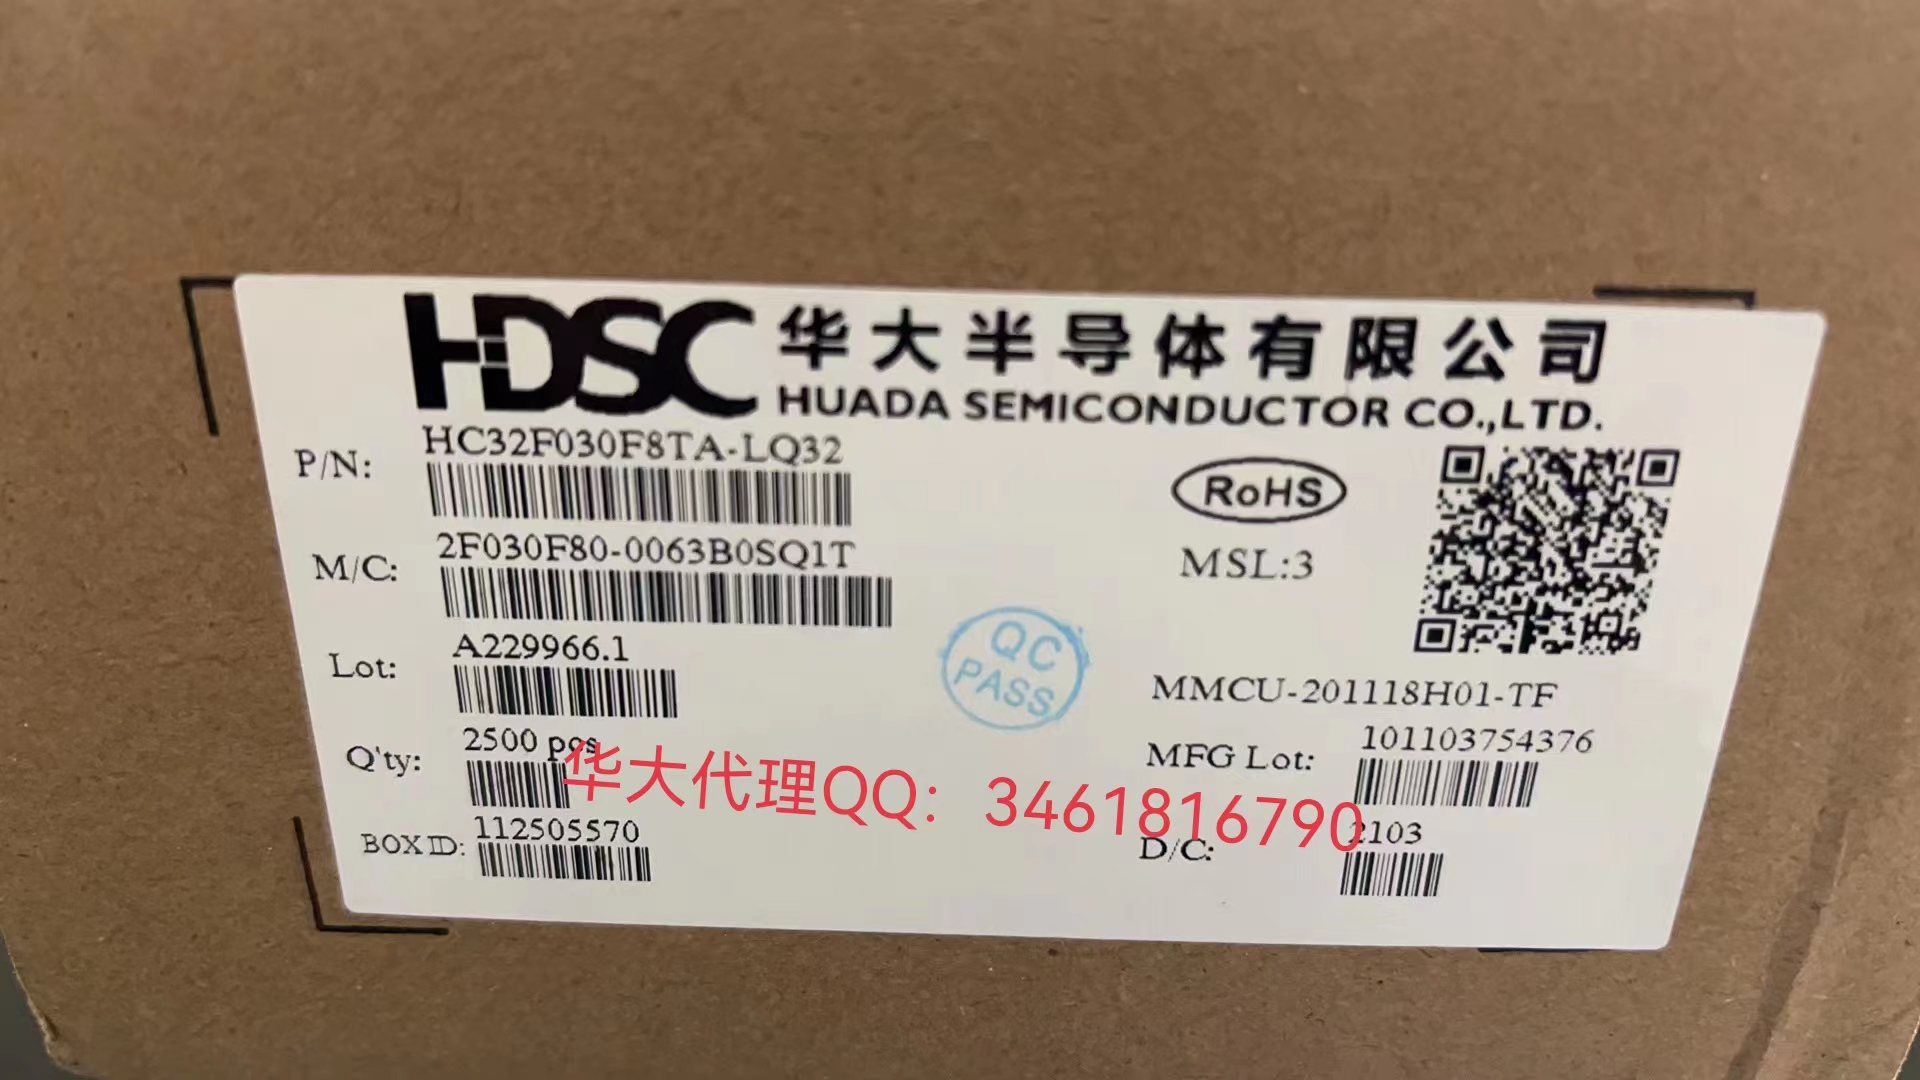 HDSC 华大半导体有限公司
HUADA SEMICONDUCTOR CO.,LTD.
P/N: HC32F030F8TA-LQ32
RoHS
M/C: 2F030F80-0063B0SQ1T
MSL:3
Lot: A229966.1
QC
PASS
MMCU-201118H01-TF
Q'ty: 2500 pcs
MFG Lot: 101103754376
华大代理QQ：3461816790
BOX ID: 112505570
D/C: 2103